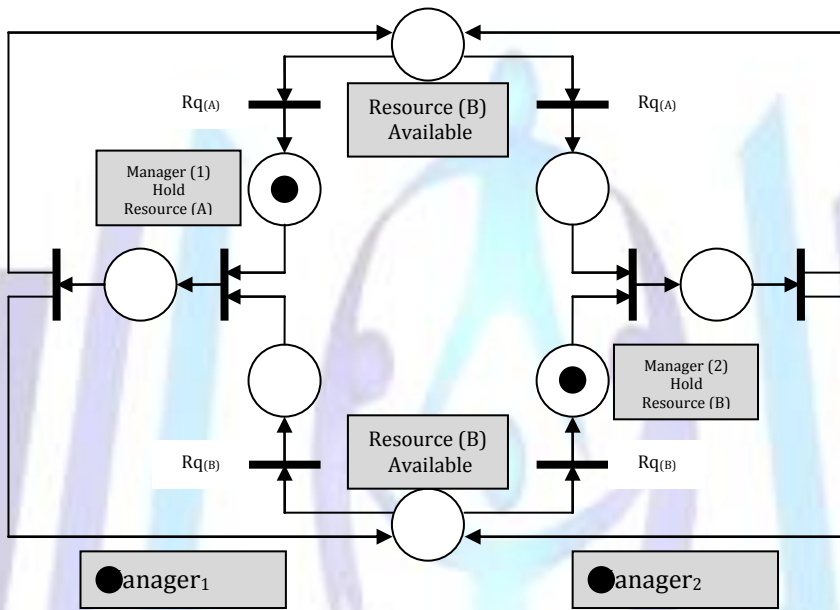 Rq(A)
Resource (B)
Available
Rq(A)
Manager (1)
Hold
Resource (A)
Manager (2)
Hold
Resource (B)
Resource (B)
Available
Rq(B)
Rq(B)
anager1
anager2